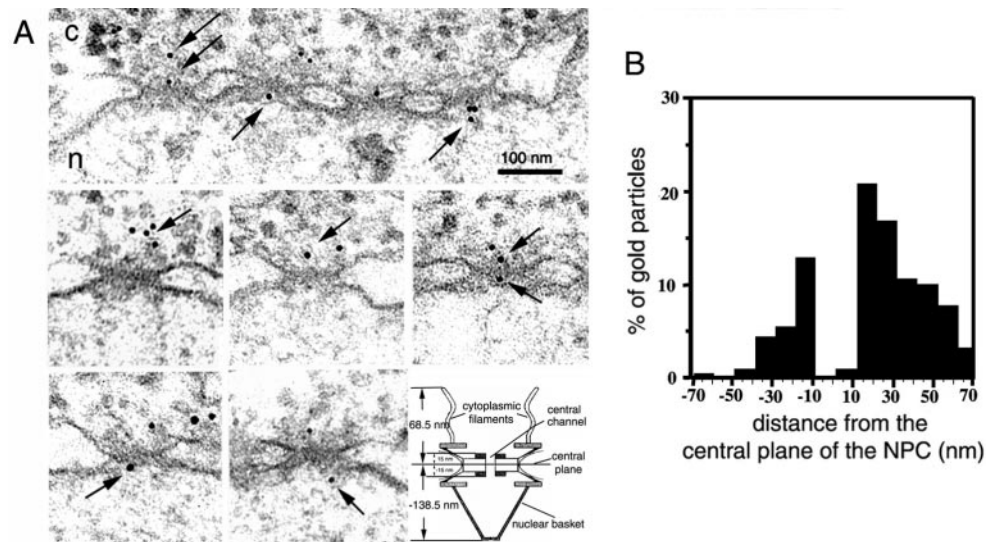 A
c
n
100 nm
cytoplasmic
filaments
central
channel
central
plane
68.5 nm
15 nm
-15 nm
-138.5 nm
nuclear basket
B
% of gold particles
30
20
10
0
-70 -50 -30 -10 10 30 50 70
distance from the
central plane of the NPC (nm)